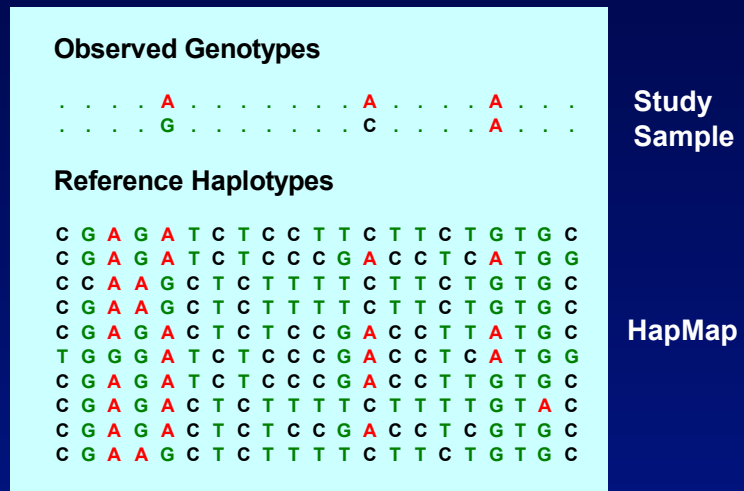 Observed Genotypes
. . . . A . . . . . . . A . . . . A . . .
. . . . G . . . . . . . C . . . . A . . .
Study
Sample
Reference Haplotypes
C G A G A T C T C C T T C T T C T G T G C
C G A G A T C T C C C G A C C T C A T G G
C C A A G C T C T T T T C T T C T G T G C
C G A A G C T C T T T T C T T C T G T G C
C G A G A C T C T C C G A C C T T A T G C
T G G G A T C T C C C G A C C T C A T G G
C G A G A T C T C C C G A C C T T G T G C
C G A G A C T C T T T T C T T T T G T A C
C G A G A C T C T C C G A C C T C G T G C
C G A A G C T C T T T T C T T C T G T G C
HapMap